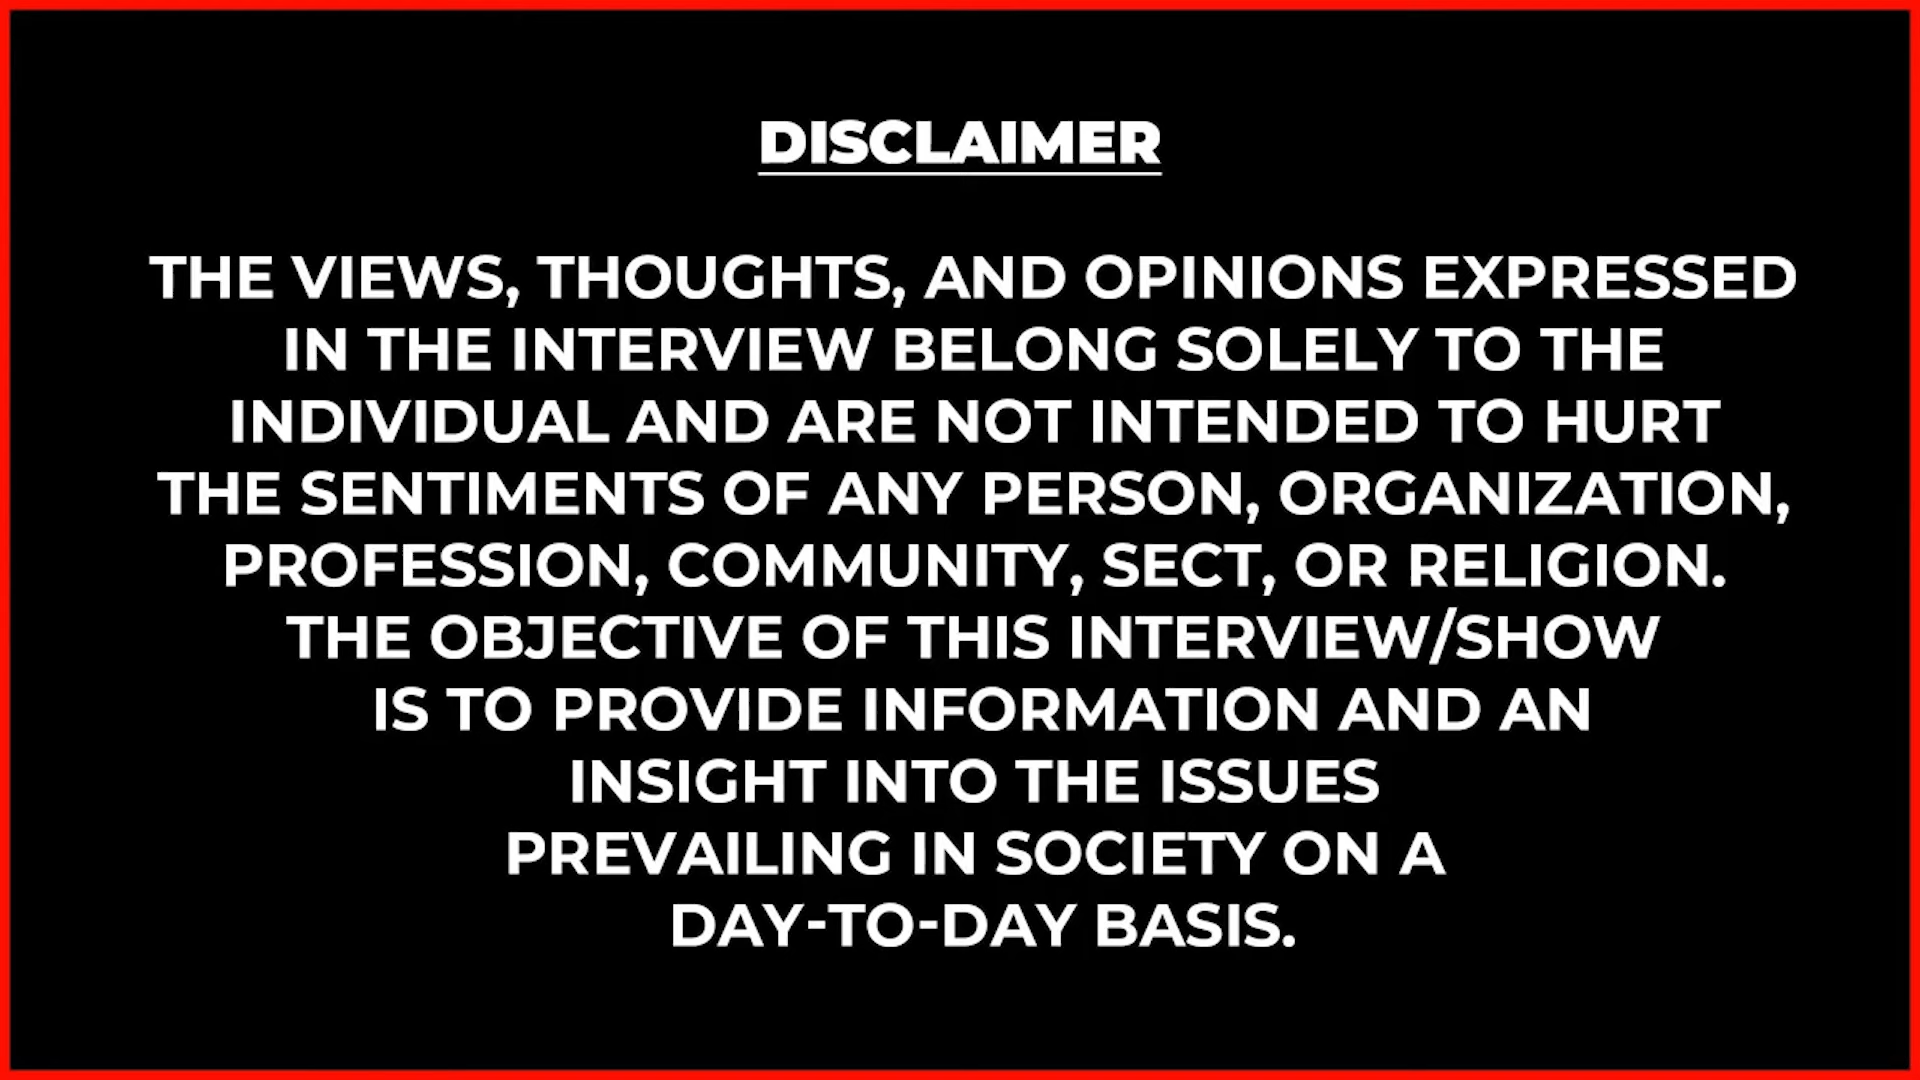 DISCLAIMER
THE VIEWS, THOUGHTS, AND OPINIONS EXPRESSED
IN THE INTERVIEW BELONG SOLELY TO THE
INDIVIDUAL AND ARE NOT INTENDED TO HURT
THE SENTIMENTS OF ANY PERSON, ORGANIZATION,
PROFESSION, COMMUNITY, SECT, OR RELIGION.
THE OBJECTIVE OF THIS INTERVIEW/SHOW
IS TO PROVIDE INFORMATION AND AN
INSIGHT INTO THE ISSUES
PREVAILING IN SOCIETY ON A
DAY-TO-DAY BASIS.